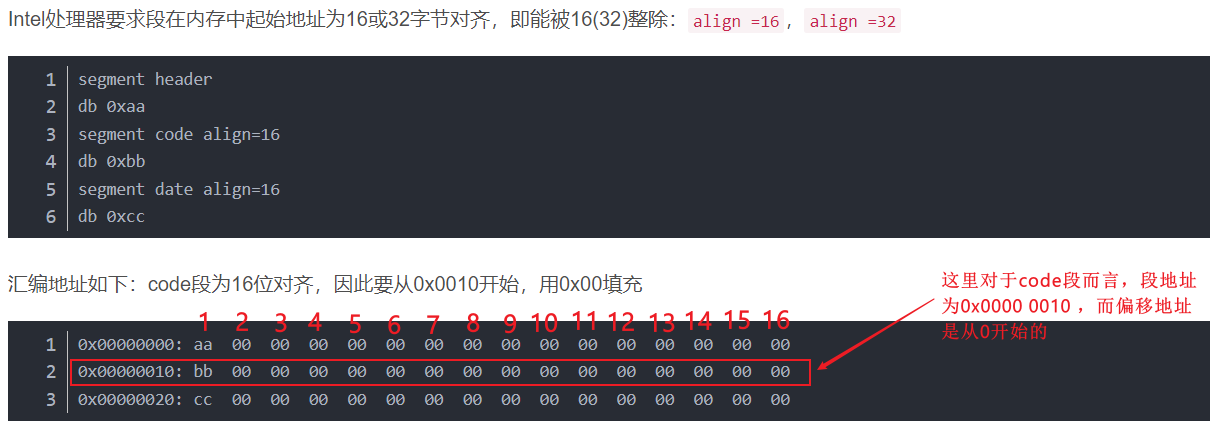 Intel处理器要求段在内存中起始地址为16或32字节对齐，即能被16(32)整除：align =16，align =32
1 segment header
2 db 0xaa
3 segment code align=16
4 db 0xbb
5 segment date align=16
6 db 0xcc
汇编地址如下：code段为16位对齐，因此要从0x0010开始，用0x00填充
这里对于code段而言，段地址
为0x0000 0010 ，而偏移地址
是从0开始的
1 2 3 4 5 6 7 8 9 10 11 12 13 14 15 16
1 0x00000000: aa 00 00 00 00 00 00 00 00 00 00 00 00 00 00 00
2 0x00000010: bb 00 00 00 00 00 00 00 00 00 00 00 00 00 00 00
3 0x00000020: cc 00 00 00 00 00 00 00 00 00 00 00 00 00 00 00